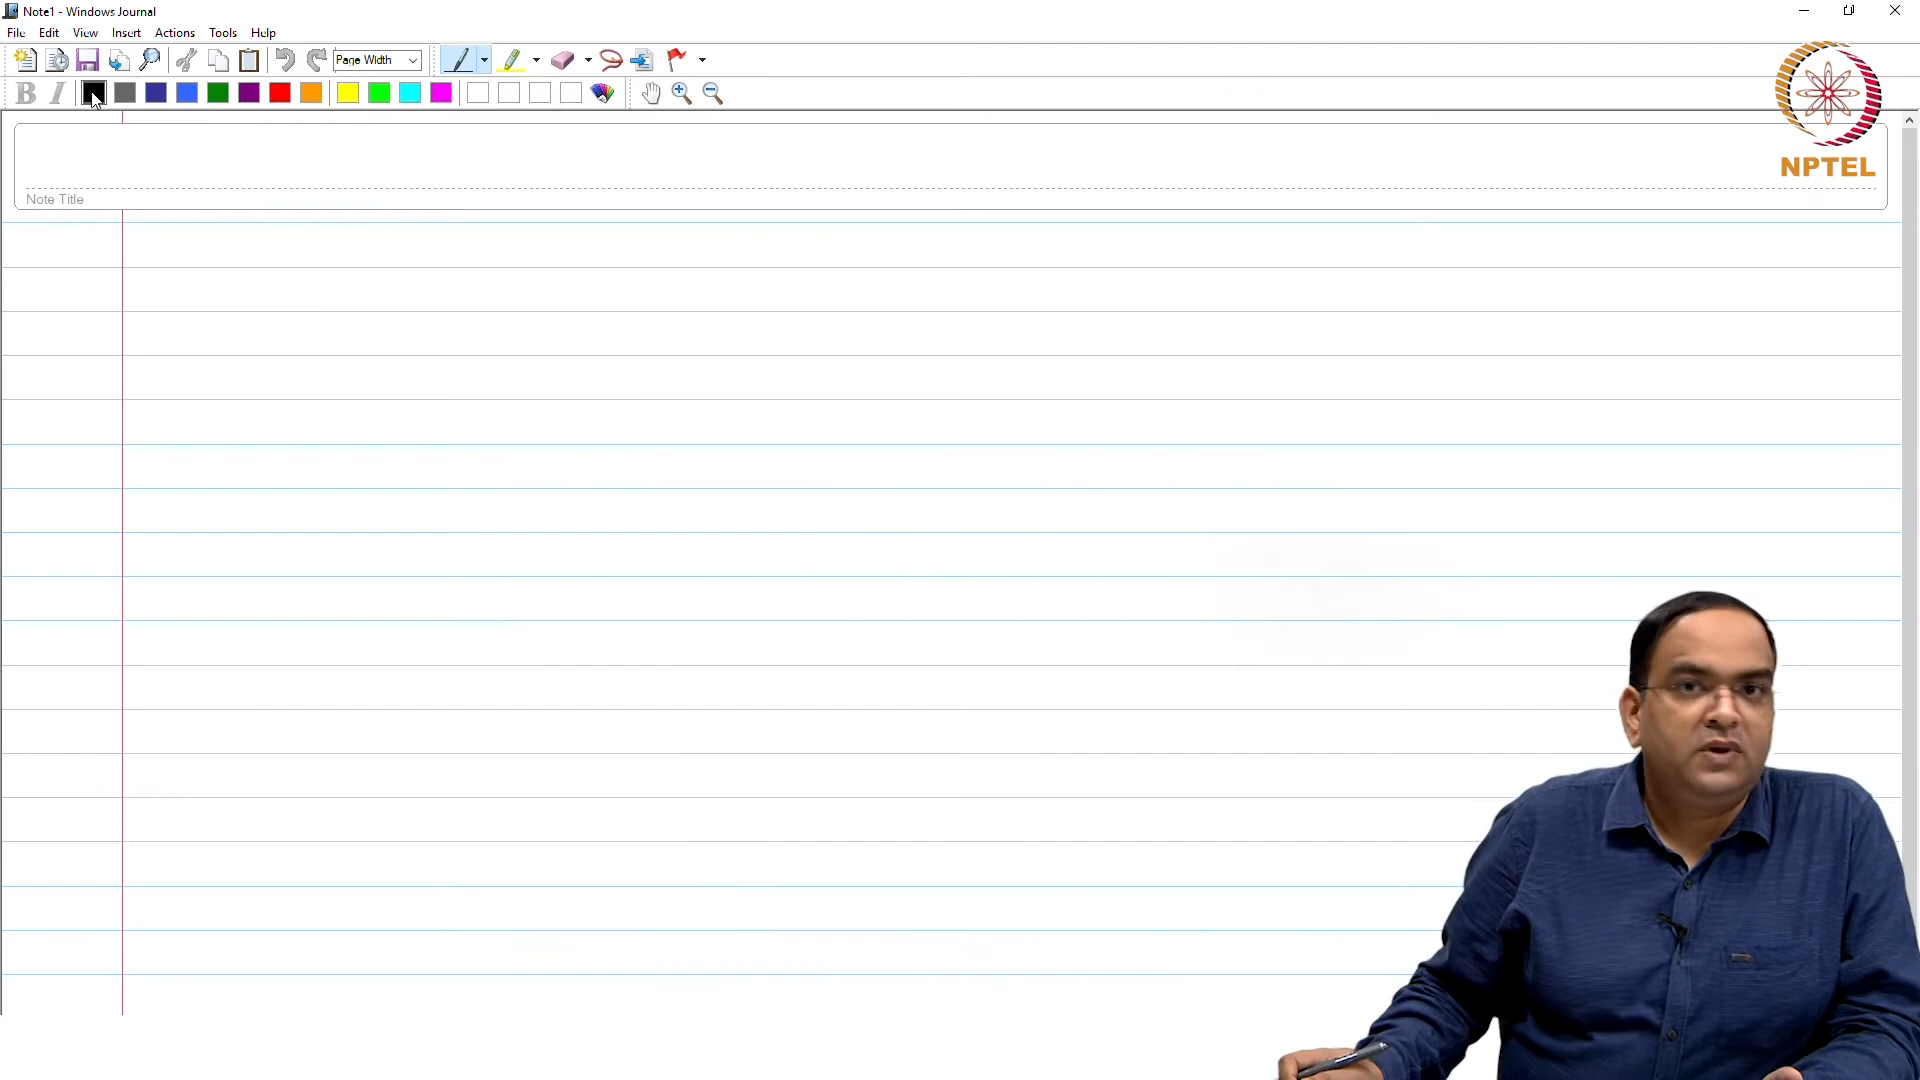 Note1 - Windows Journal
File Edit View Insert Actions Tools Help
Page Width
B I
NPTEL
Note Title